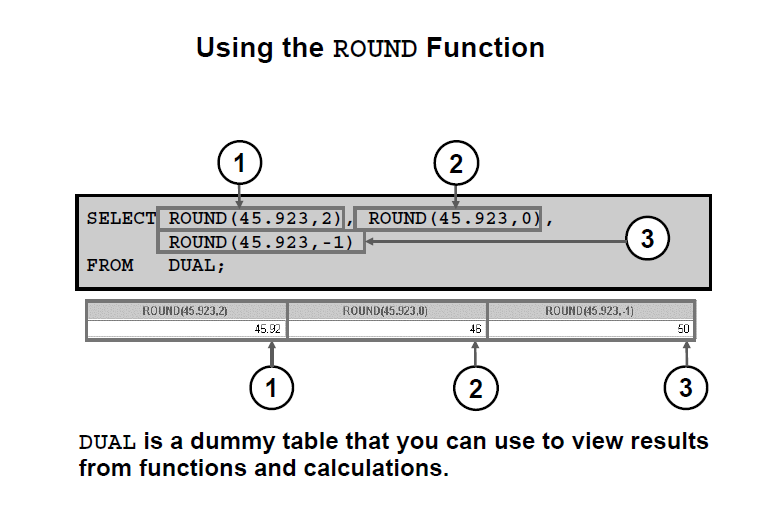 Using the ROUND Function
1 2
SELECT ROUND(45.923,2), ROUND(45.923,0),
ROUND(45.923,-1) 3
FROM DUAL;
ROUND(45.923,2) ROUND(45.923,0) ROUND(45.923,-1)
45.92 46 50
1 2 3
DUAL is a dummy table that you can use to view results
from functions and calculations.